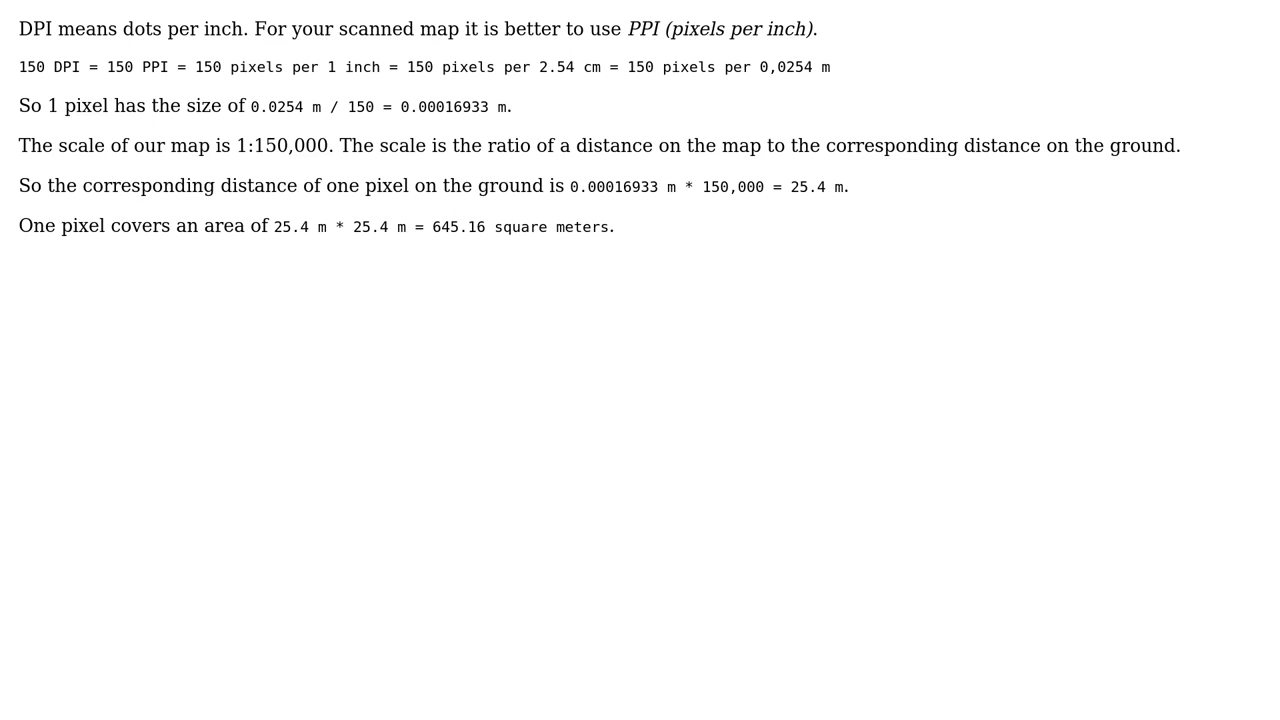 DPI means dots per inch. For your scanned map it is better to use PPI (pixels per inch).
150 DPI = 150 PPI = 150 pixels per 1 inch = 150 pixels per 2.54 cm = 150 pixels per 0,0254 m
So 1 pixel has the size of 0.0254 m / 150 = 0.00016933 m.
The scale of our map is 1:150,000. The scale is the ratio of a distance on the map to the corresponding distance on the ground.
So the corresponding distance of one pixel on the ground is 0.00016933 m * 150,000 = 25.4 m.
One pixel covers an area of 25.4 m * 25.4 m = 645.16 square meters.